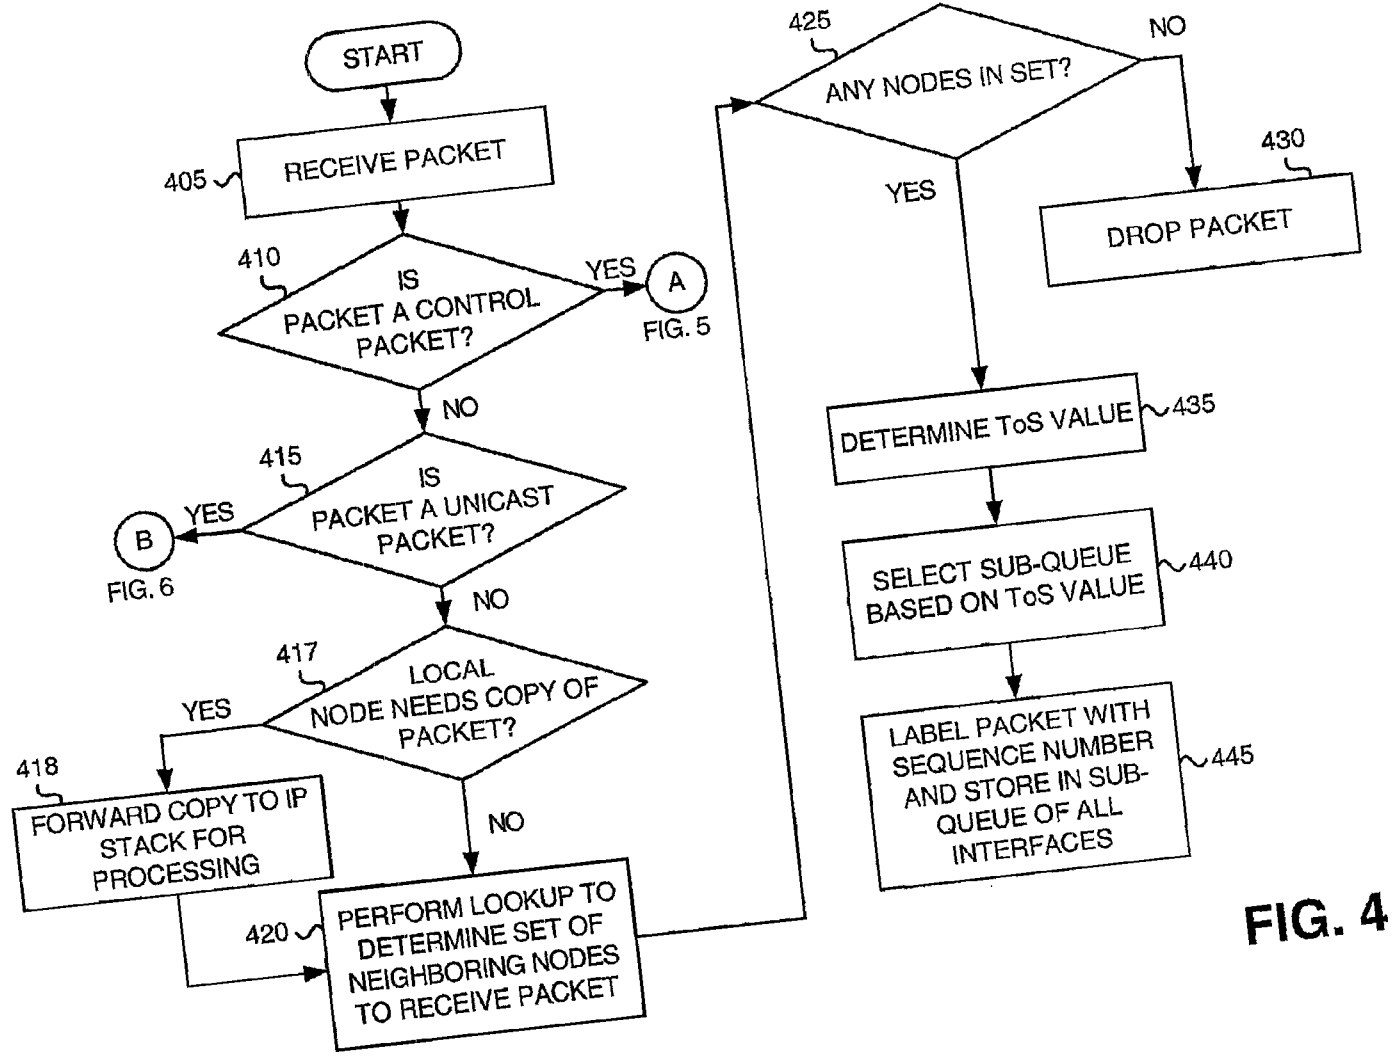 START
405
RECEIVE PACKET
410
IS
PACKET A CONTROL
PACKET?
YES
A
FIG. 5
NO
415
IS
PACKET A UNICAST
PACKET?
YES
B
FIG. 6
NO
417
LOCAL
NODE NEEDS COPY OF
PACKET?
YES
418
FORWARD COPY TO IP
STACK FOR
PROCESSING
NO
420
PERFORM LOOKUP TO
DETERMINE SET OF
NEIGHBORING NODES
TO RECEIVE PACKET
425
ANY NODES IN SET?
NO
430
DROP PACKET
YES
DETERMINE ToS VALUE
435
SELECT SUB-QUEUE
BASED ON ToS VALUE
440
LABEL PACKET WITH
SEQUENCE NUMBER
AND STORE IN SUB-
QUEUE OF ALL
INTERFACES
445
FIG. 4